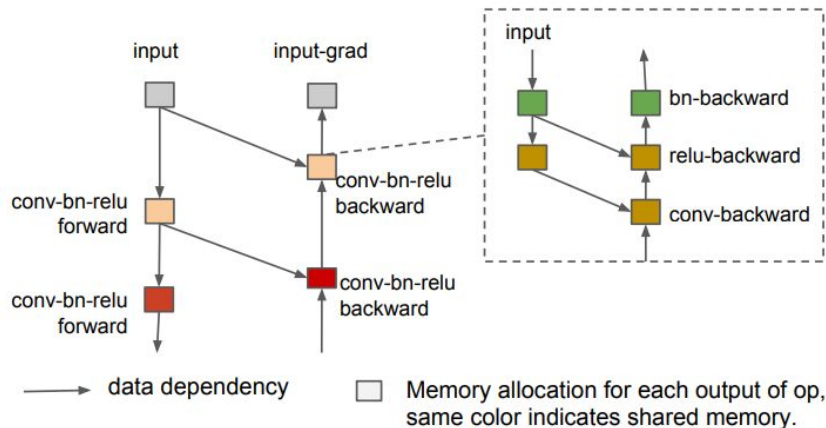 input
input-grad
conv-bn-relu
forward
conv-bn-relu
backward
conv-bn-relu
forward
conv-bn-relu
backward
input
bn-backward
relu-backward
conv-backward
data dependency
Memory allocation for each output of op,
same color indicates shared memory.